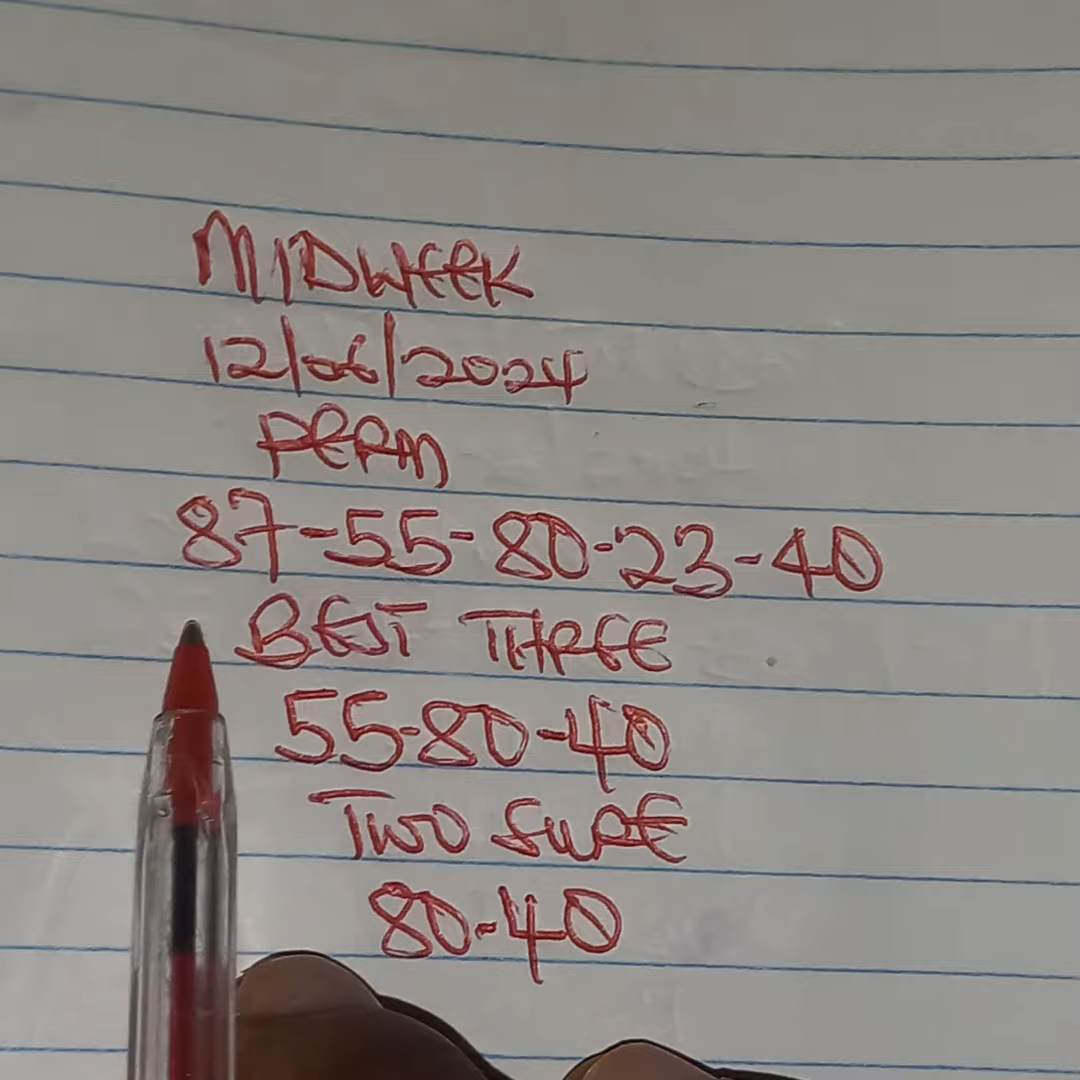 MIDWEEK
12/06/2024
PERM
87-55-80-23-40
BEST THREE
55-80-40
TWO SURE
80-40